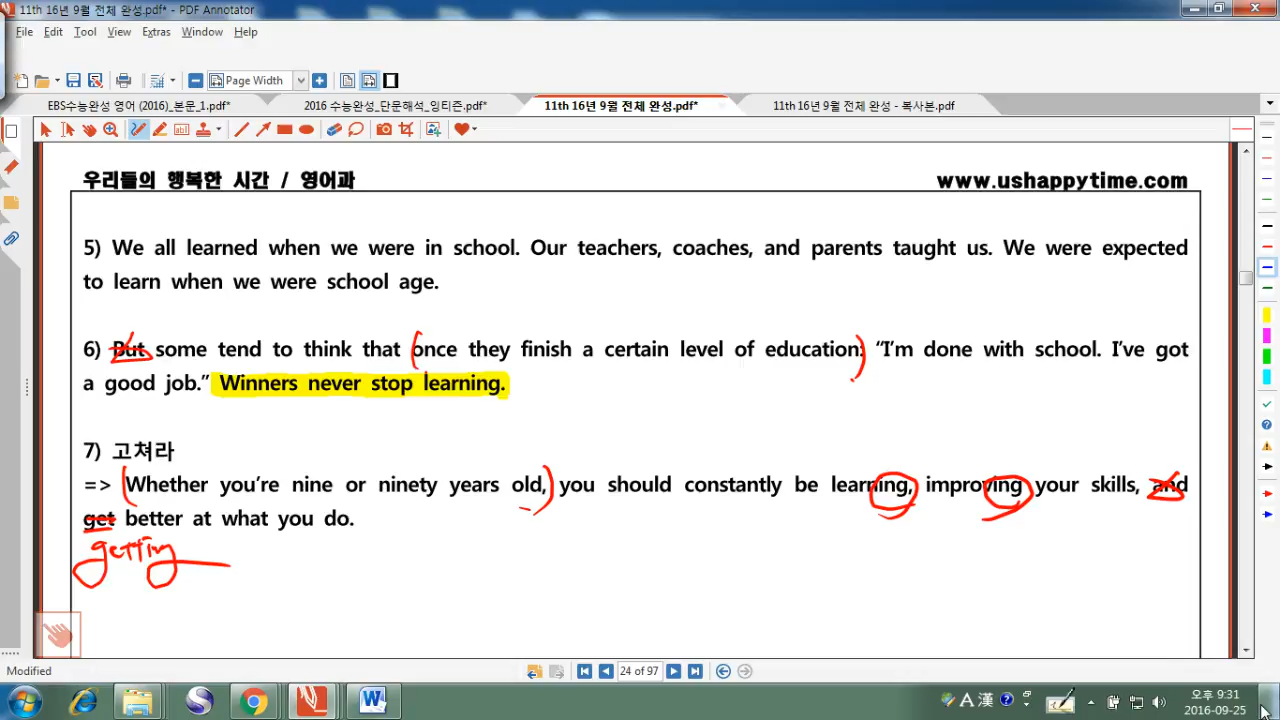 11th 16년 9월 전체 완성.pdf* - PDF Annotator
File Edit Tool View Extras Window Help
Page Width
EBS수능완성 영어 (2016)_본문_1.pdf* 2016 수능완성_단문해석_잉티즌.pdf* 11th 16년 9월 전체 완성.pdf* 11th 16년 9월 전체 완성 - 복사본.pdf
우리들의 행복한 시간 / 영어과 www.ushappytime.com
5) We all learned when we were in school. Our teachers, coaches, and parents taught us. We were expected
to learn when we were school age.
6) But some tend to think that once they finish a certain level of education: “I’m done with school. I’ve got
a good job.” Winners never stop learning.
7) 고쳐라
=> Whether you’re nine or ninety years old, you should constantly be learning, improving your skills, and
get better at what you do.
getting
Modified 24 of 97
A 漢 오후 9:31
2016-09-25